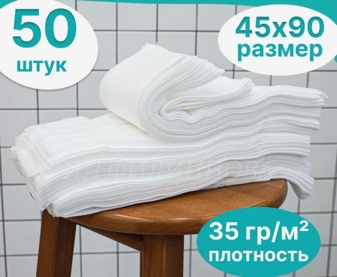 50
штук
45x90
размер
35 гр/м²
плотность